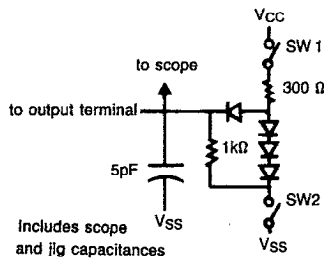 VCC
SW 1
to scope
300 Ω
to output terminal
1kΩ
5pF
SW2
VSS
VSS
Includes scope
and jig capacitances